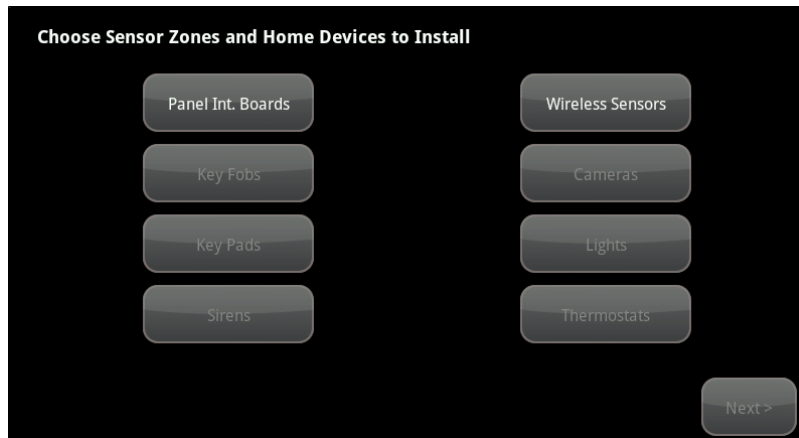 Choose Sensor Zones and Home Devices to Install
Panel Int. Boards
Wireless Sensors
Key Fobs
Cameras
Key Pads
Lights
Sirens
Thermostats
Next >